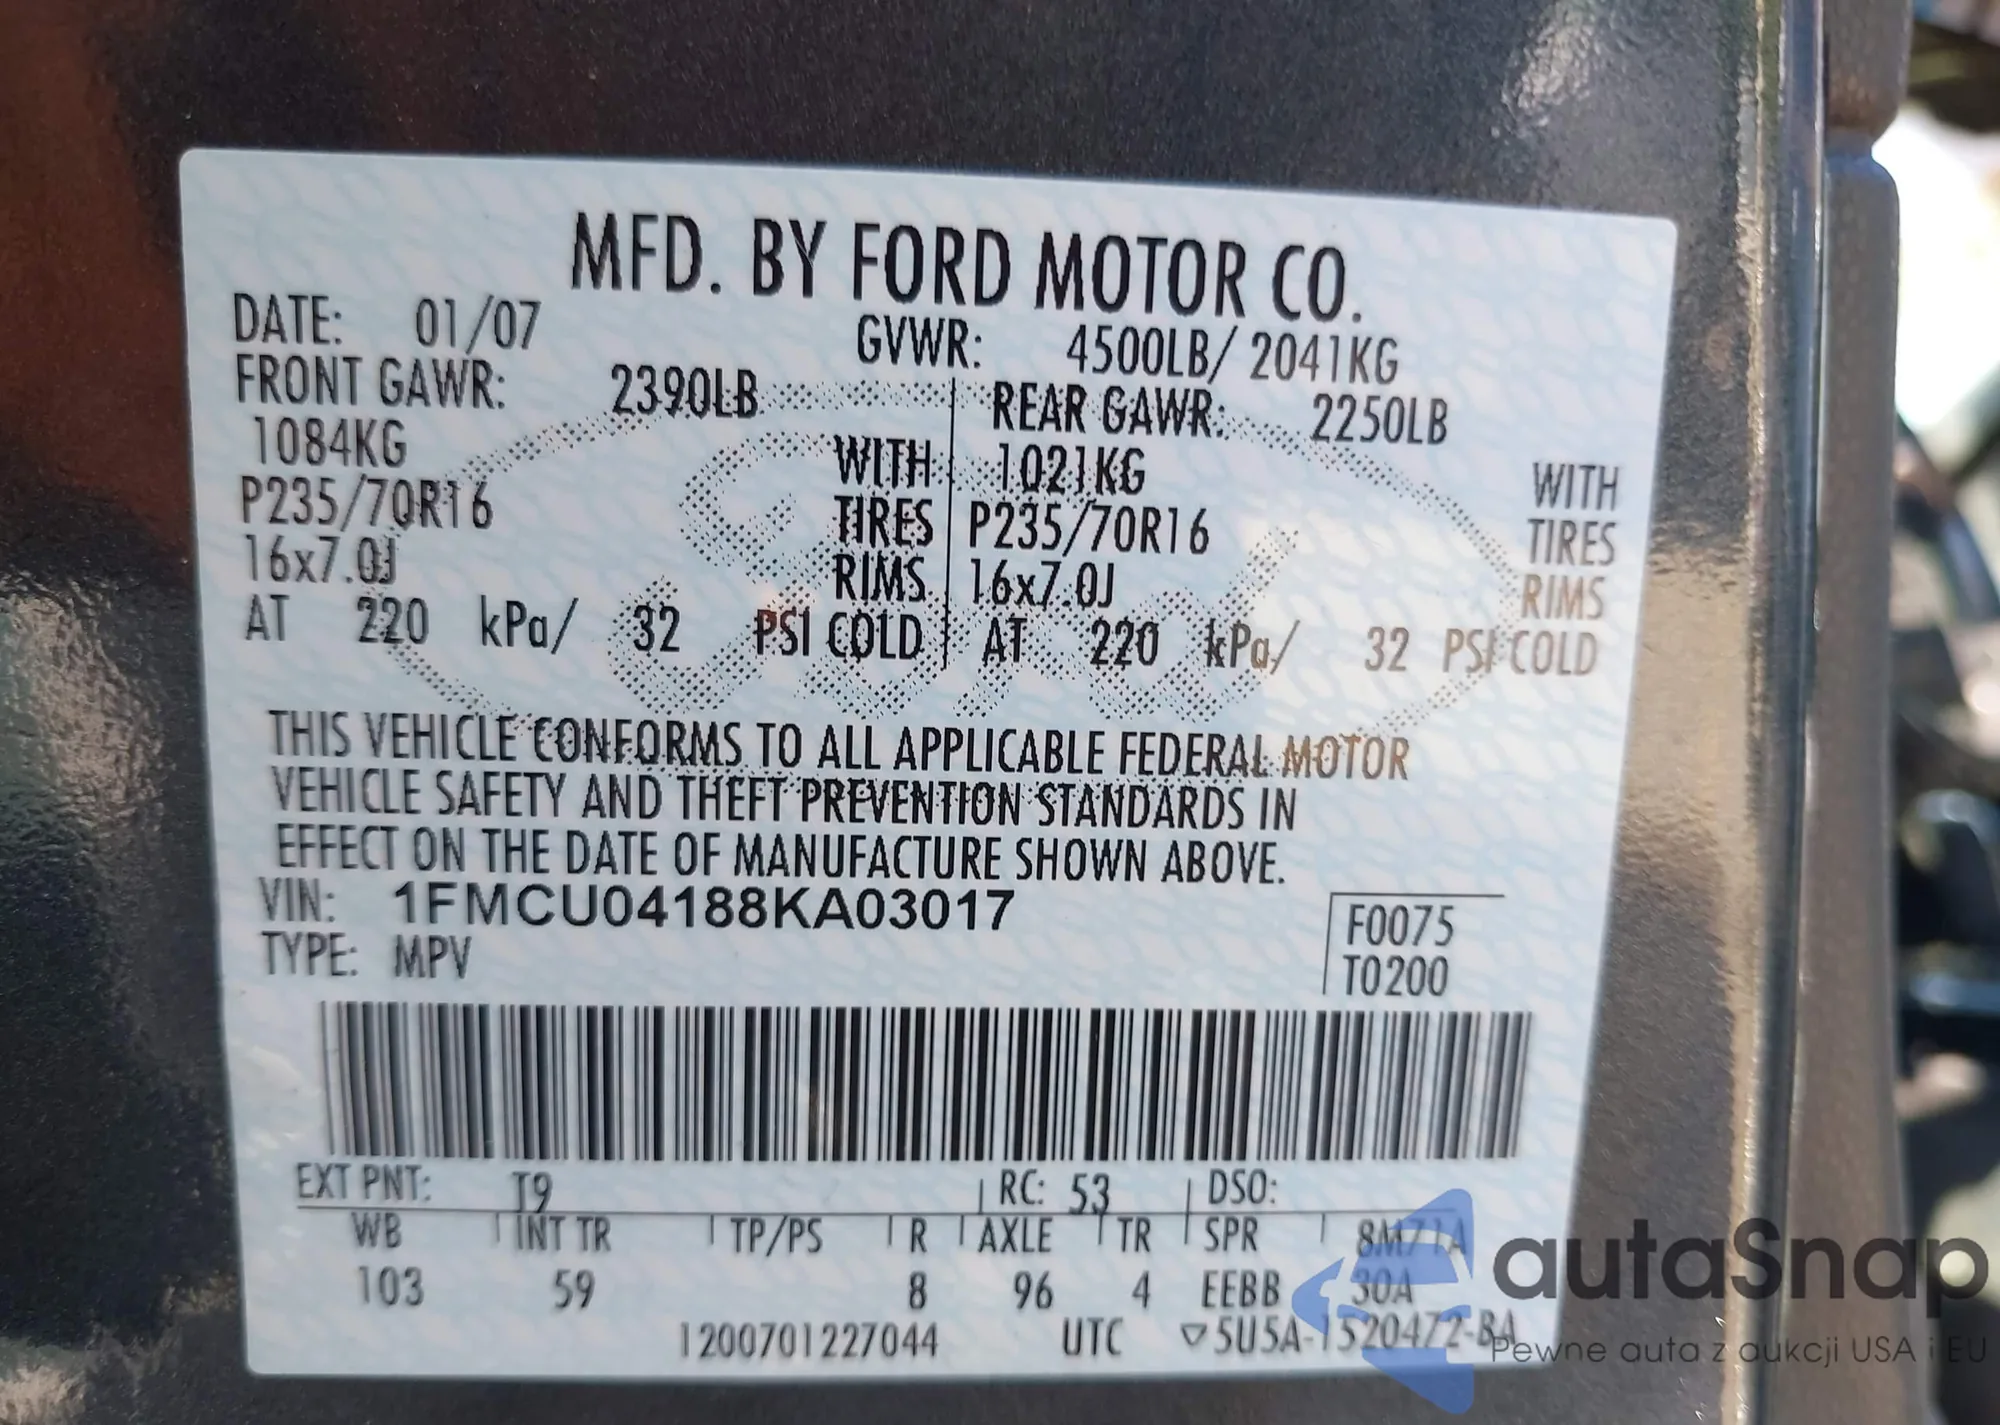 MFD. BY FORD MOTOR CO.
DATE: 01/07 GVWR: 4500LB/ 2041KG
FRONT GAWR: 2390LB REAR GAWR: 2250LB
1084KG WITH 1021KG WITH
P235/70R16 TIRES P235/70R16 TIRES
16x7.0J RIMS 16x7.0J RIMS
AT 220 kPa/ 32 PSI COLD AT 220 kPa/ 32 PSI COLD
THIS VEHICLE CONFORMS TO ALL APPLICABLE FEDERAL MOTOR
VEHICLE SAFETY AND THEFT PREVENTION STANDARDS IN
EFFECT ON THE DATE OF MANUFACTURE SHOWN ABOVE.
VIN: 1FMCU04188KA03017 F0075
TYPE: MPV T0200
EXT PNT: T9 RC: 53 DSO:
WB INT TR TP/PS R AXLE TR SPR 8M71A
103 59 8 96 4 EEBB 30A
1200701227044 UTC ▽5U5A-1520472-BA
autaSnap
Pewne auta z aukcji USA i EU